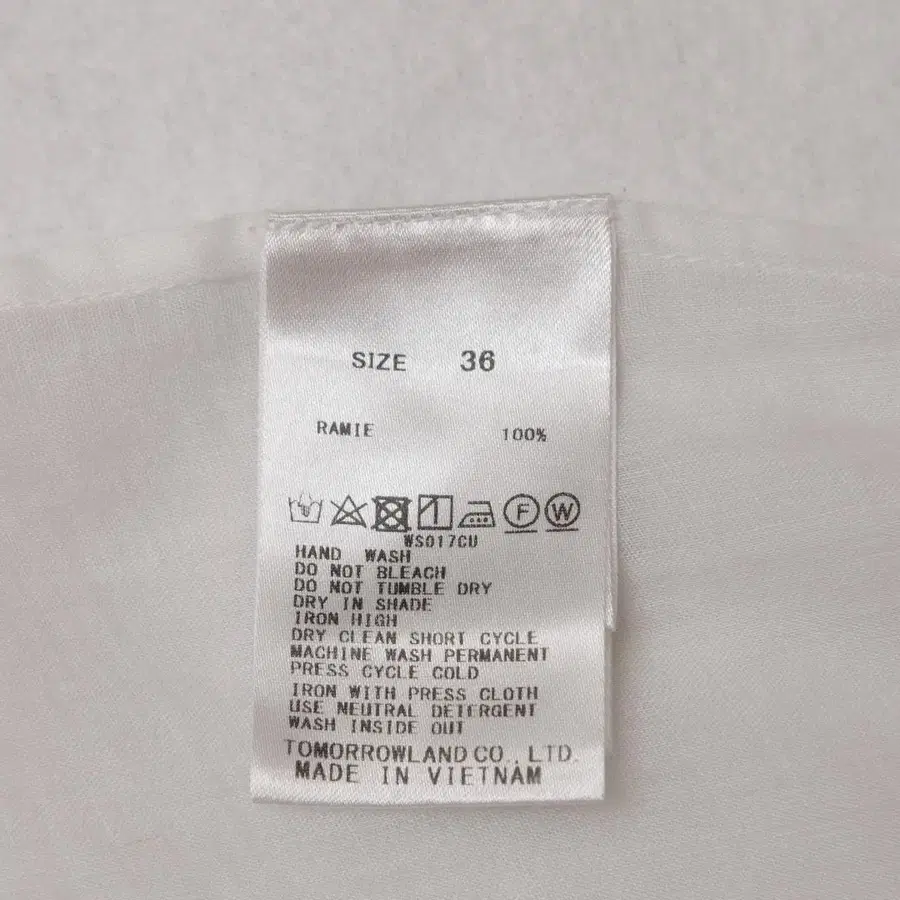 SIZE 36
RAMIE 100%
F W
WS017CU
HAND WASH
DO NOT BLEACH
DO NOT TUMBLE DRY
DRY IN SHADE
IRON HIGH
DRY CLEAN SHORT CYCLE
MACHINE WASH PERMANENT
PRESS CYCLE COLD
IRON WITH PRESS CLOTH
USE NEUTRAL DETERGENT
WASH INSIDE OUT
TOMORROWLAND CO., LTD.
MADE IN VIETNAM